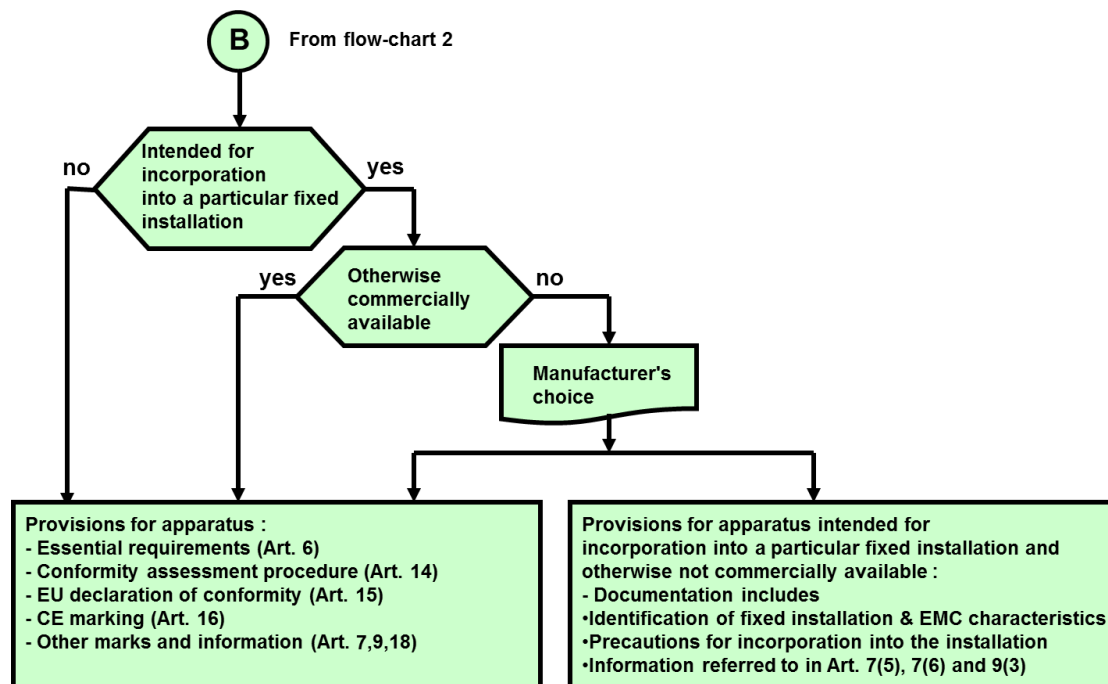 B
From flow-chart 2
Intended for
incorporation
into a particular fixed
installation
no
yes
Otherwise
commercially
available
yes
no
Manufacturer's
choice
Provisions for apparatus :
- Essential requirements (Art. 6)
- Conformity assessment procedure (Art. 14)
- EU declaration of conformity (Art. 15)
- CE marking (Art. 16)
- Other marks and information (Art. 7,9,18)
Provisions for apparatus intended for
incorporation into a particular fixed installation and
otherwise not commercially available :
- Documentation includes
•Identification of fixed installation & EMC characteristics
•Precautions for incorporation into the installation
•Information referred to in Art. 7(5), 7(6) and 9(3)